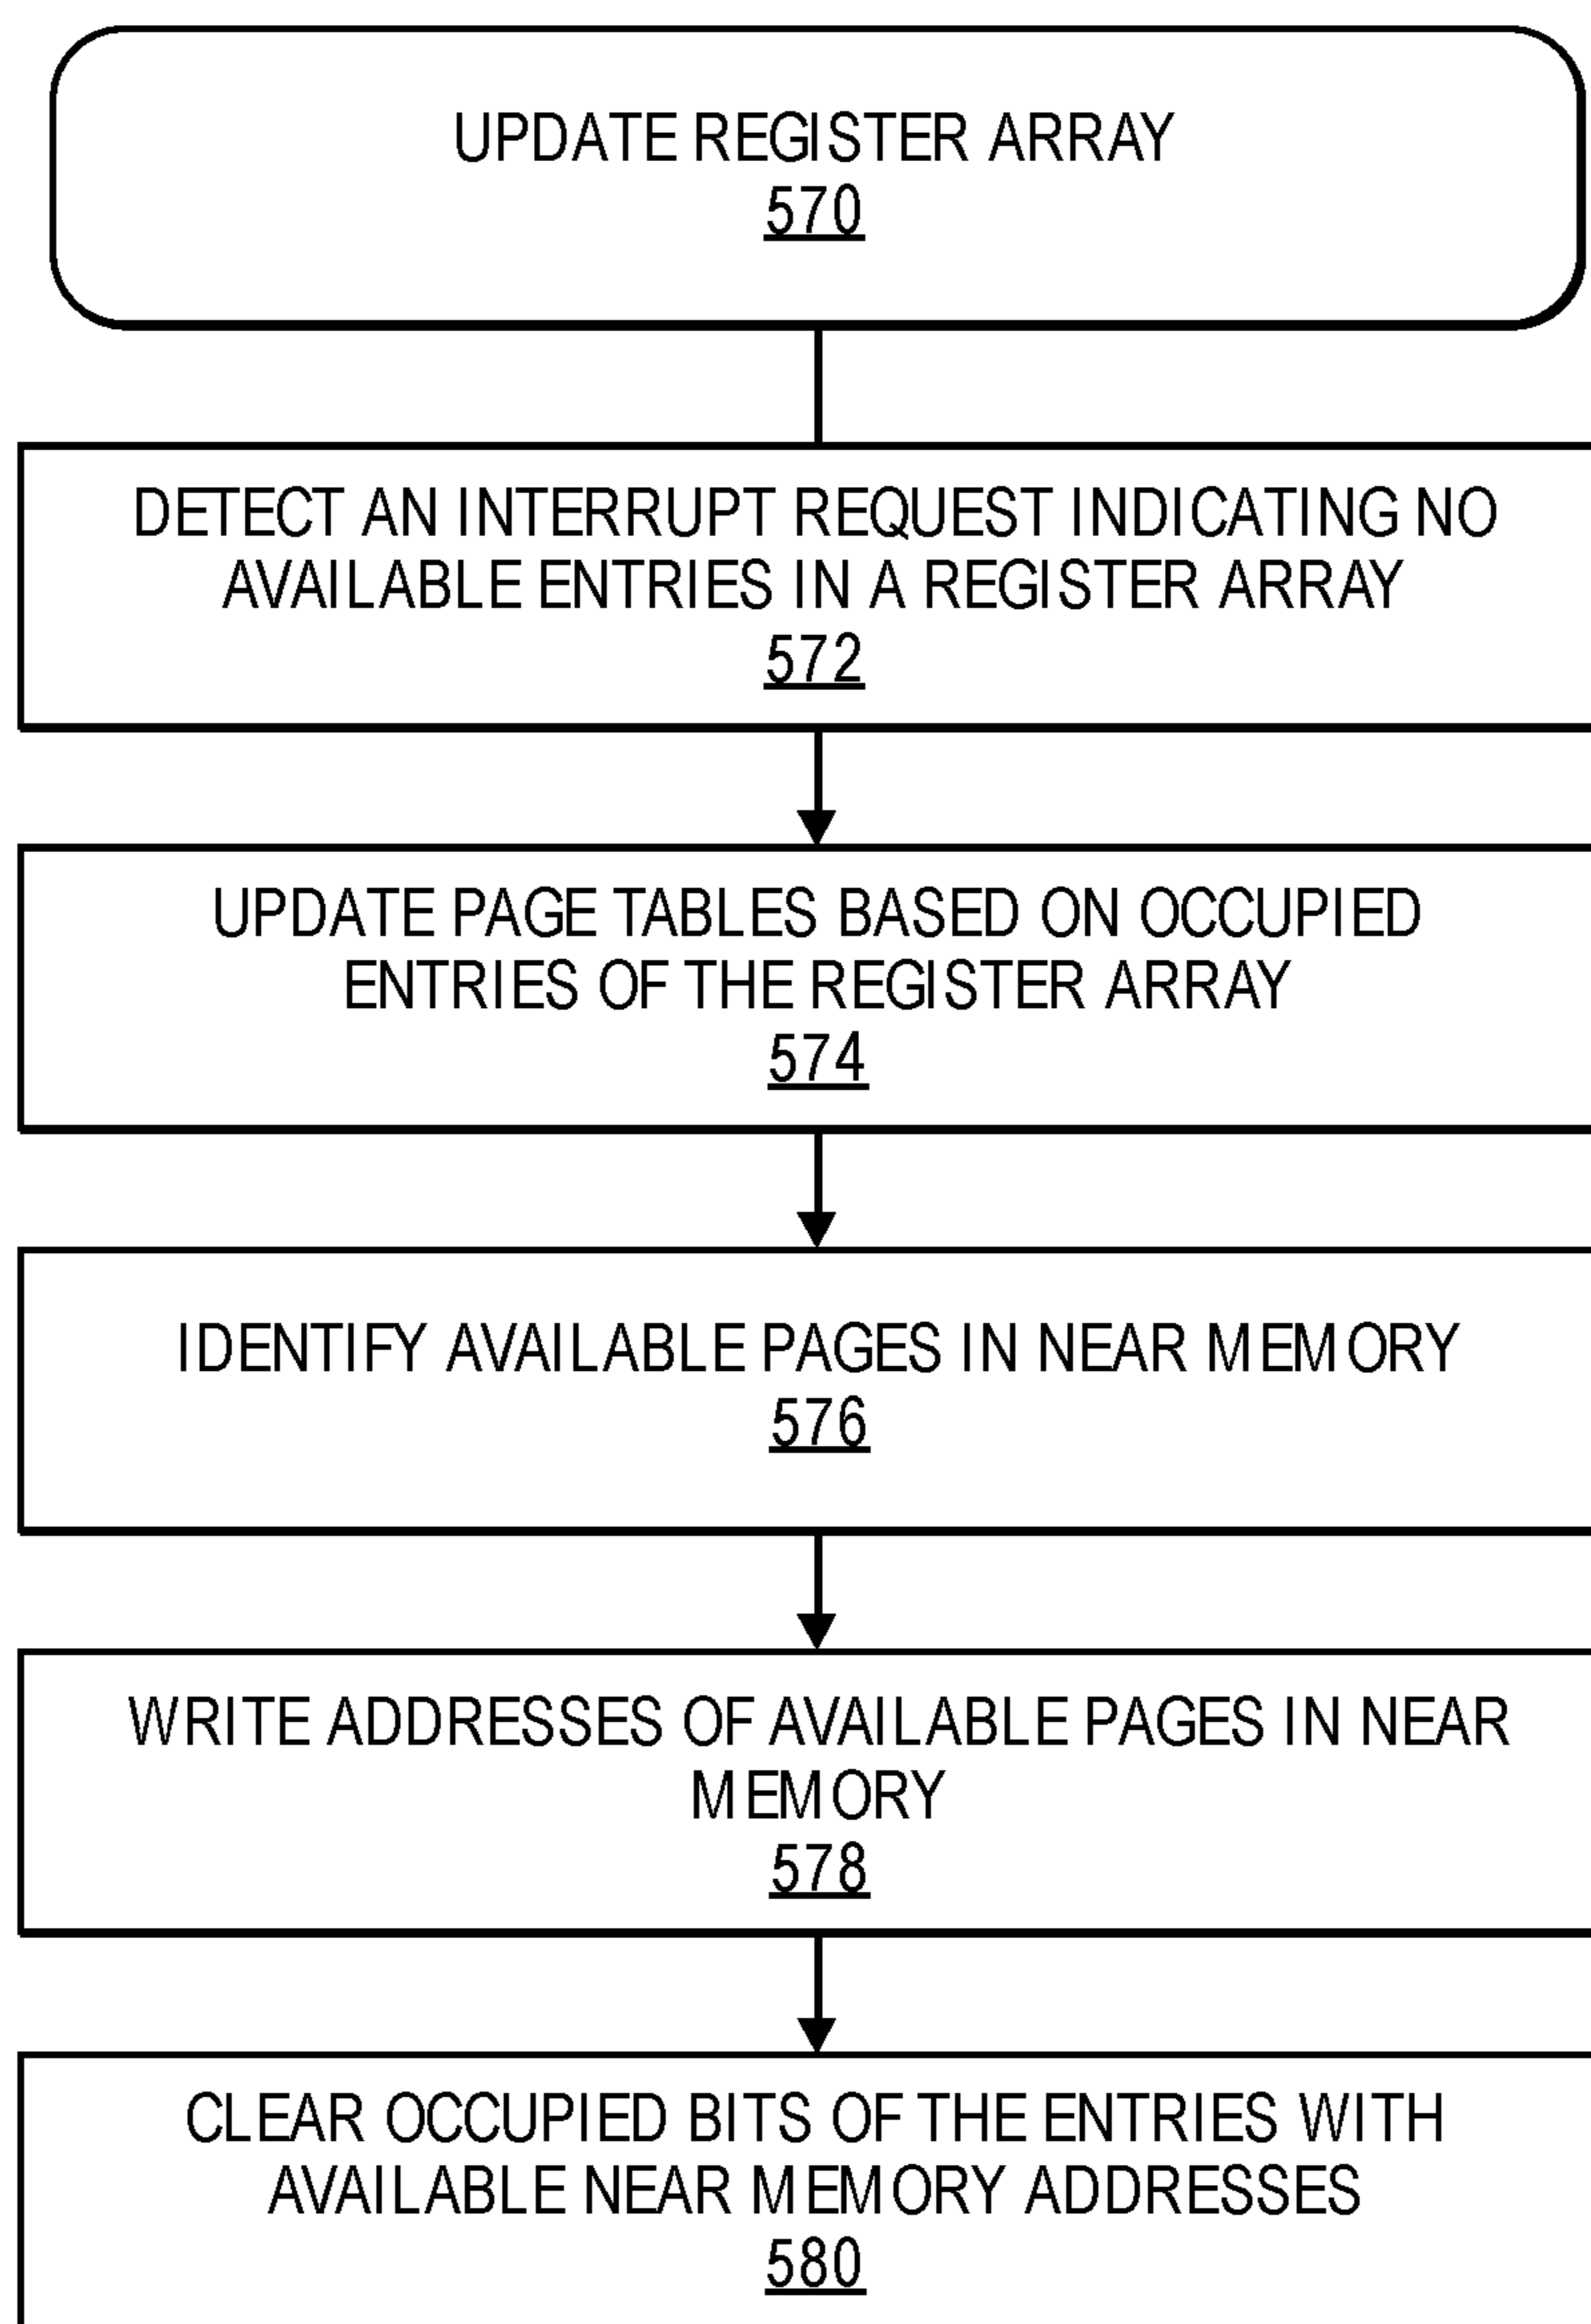 UPDATE REGISTER ARRAY
570
DETECT AN INTERRUPT REQUEST INDICATING NO
AVAILABLE ENTRIES IN A REGISTER ARRAY
572
UPDATE PAGE TABLES BASED ON OCCUPIED
ENTRIES OF THE REGISTER ARRAY
574
IDENTIFY AVAILABLE PAGES IN NEAR MEMORY
576
WRITE ADDRESSES OF AVAILABLE PAGES IN NEAR
MEMORY
578
CLEAR OCCUPIED BITS OF THE ENTRIES WITH
AVAILABLE NEAR MEMORY ADDRESSES
580